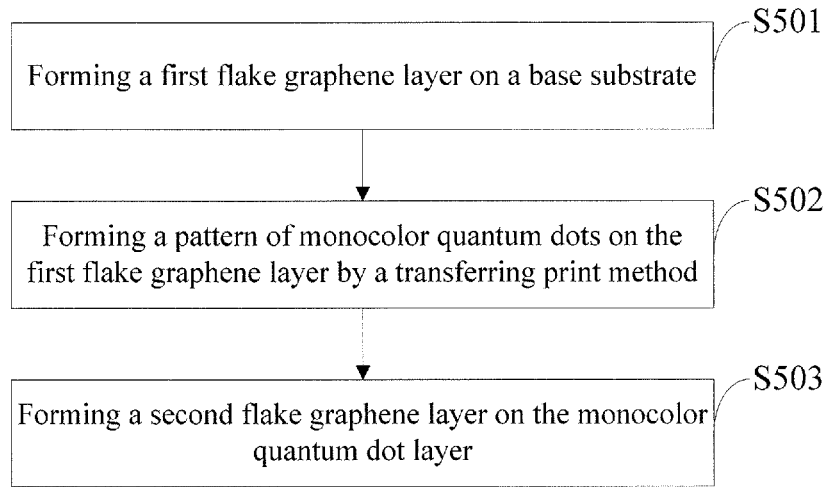 S501
Forming a first flake graphene layer on a base substrate
S502
Forming a pattern of monocolor quantum dots on the
first flake graphene layer by a transferring print method
S503
Forming a second flake graphene layer on the monocolor
quantum dot layer